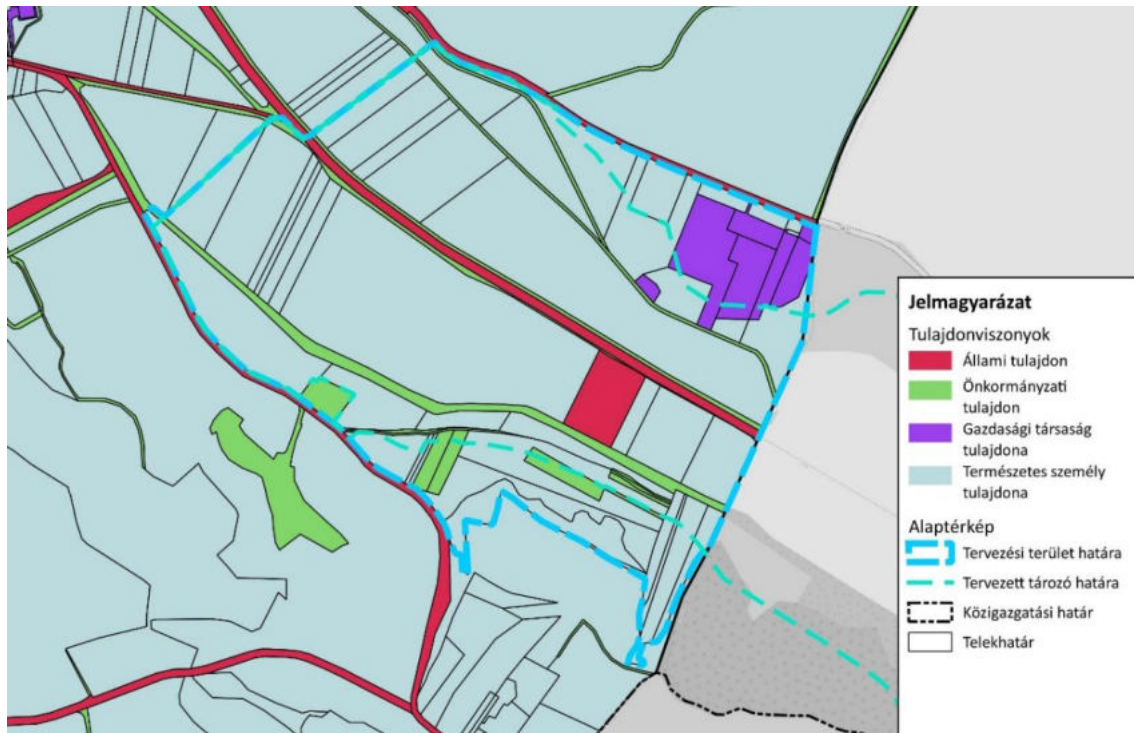 Jelmagyarázat
Tulajdonviszonyok
Állami tulajdon
Önkormányzati
tulajdon
Gazdasági társaság
tulajdona
Természetes személy
tulajdona
Alaptérkép
Tervezési terület határa
Tervezett tározó határa
Közigazgatási határ
Telekhatár